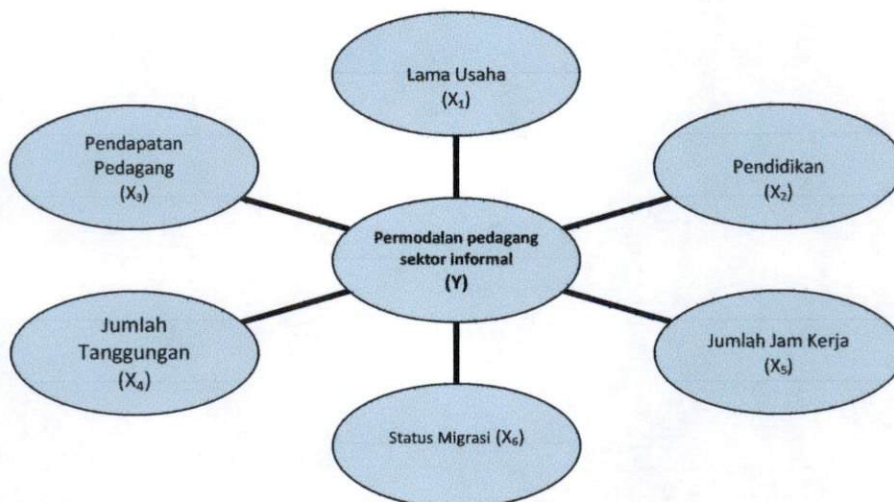 Lama Usaha
(X₁)
Pendapatan
Pedagang
(X₃)
Pendidikan
(X₂)
Permodalan pedagang
sektor informal
(Y)
Jumlah
Tanggungan
(X₄)
Jumlah Jam Kerja
(X₅)
Status Migrasi (X₆)